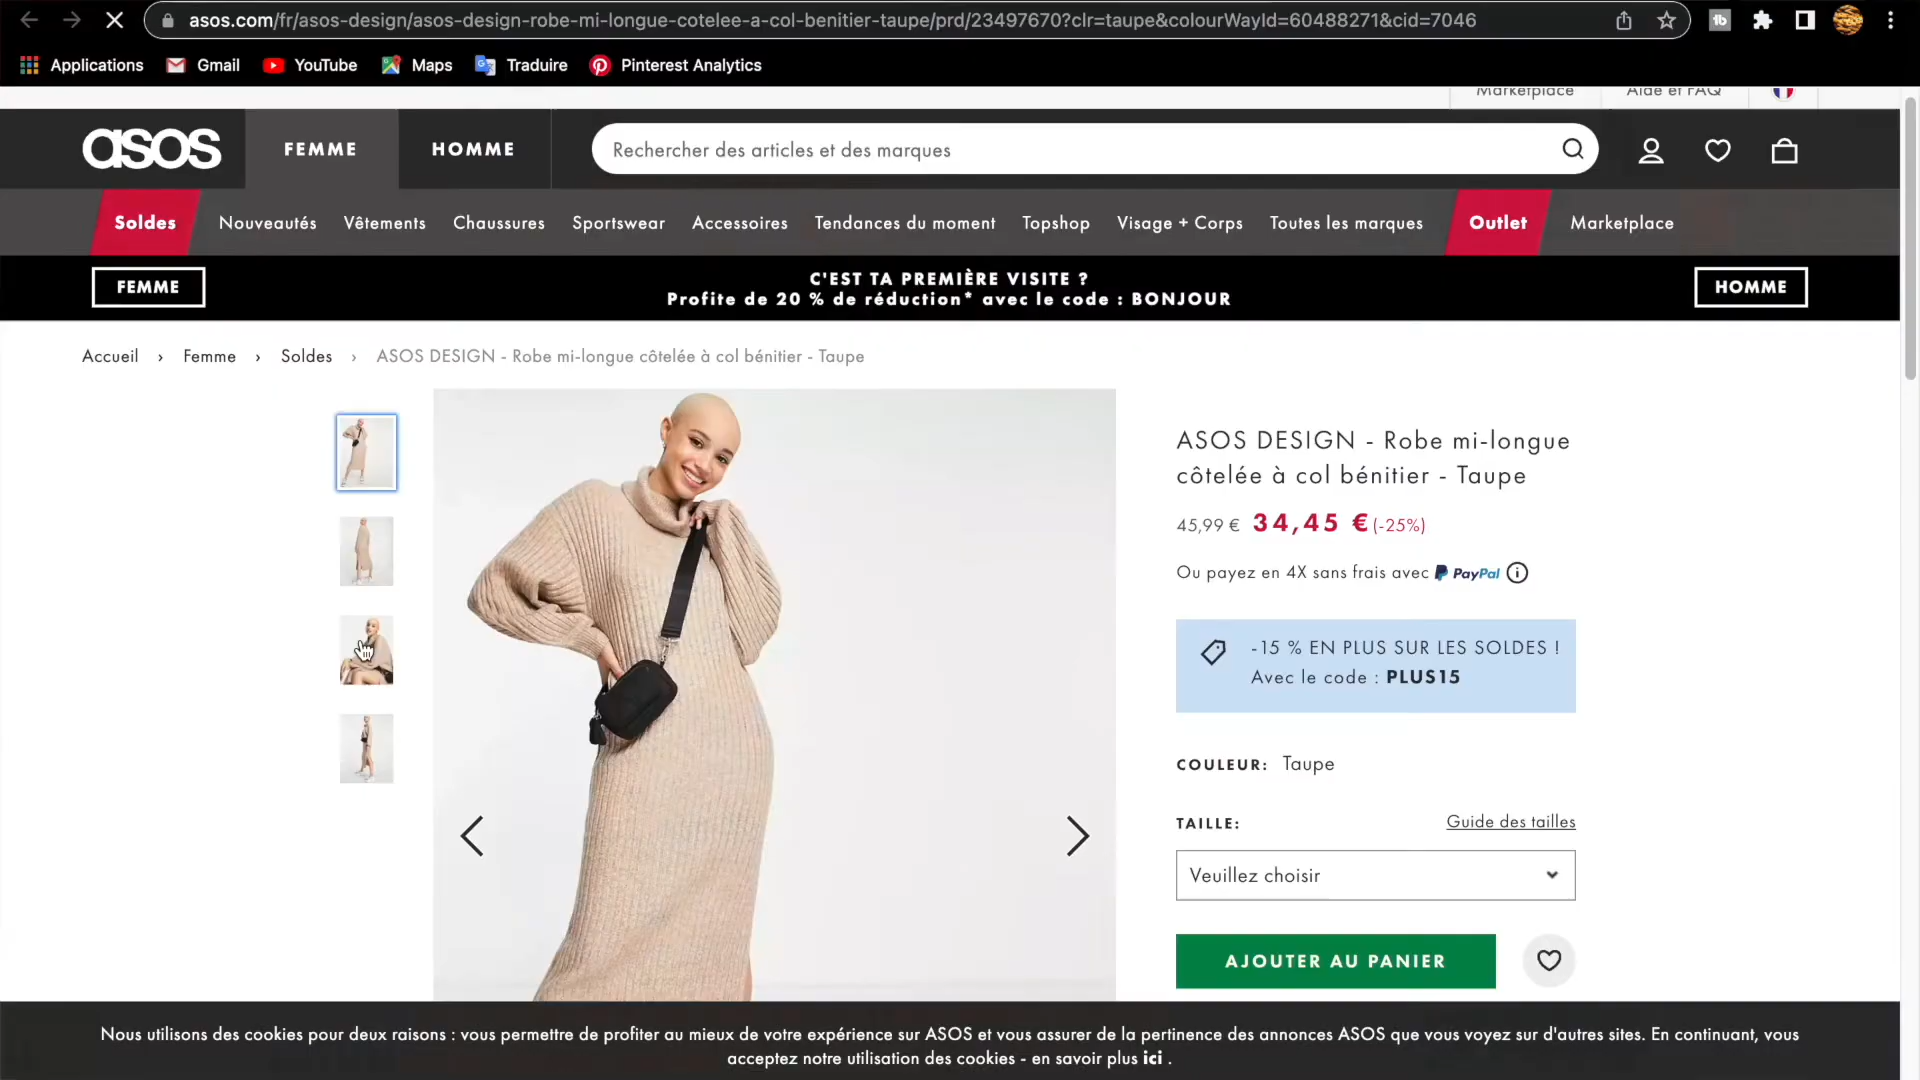 asos.com/fr/asos-design/asos-design-robe-mi-longue-cotelee-a-col-benitier-taupe/prd/23497670?clr=taupe&colourWayId=60488271&cid=7046
Applications Gmail YouTube Maps Traduire Pinterest Analytics
Marketplace Aide et FAQ
asos FEMME HOMME Rechercher des articles et des marques
Soldes Nouveautés Vêtements Chaussures Sportswear Accessoires Tendances du moment Topshop Visage + Corps Toutes les marques Outlet Marketplace
C'EST TA PREMIÈRE VISITE ?
FEMME HOMME
Profite de 20 % de réduction* avec le code : BONJOUR
Accueil › Femme › Soldes › ASOS DESIGN - Robe mi-longue côtelée à col bénitier - Taupe
ASOS DESIGN - Robe mi-longue
côtelée à col bénitier - Taupe
45,99 € 34,45 € (-25%)
Ou payez en 4X sans frais avec PayPal
-15 % EN PLUS SUR LES SOLDES !
Avec le code : PLUS15
COULEUR: Taupe
TAILLE: Guide des tailles
Veuillez choisir
AJOUTER AU PANIER
Nous utilisons des cookies pour deux raisons : vous permettre de profiter au mieux de votre expérience sur ASOS et vous assurer de la pertinence des annonces ASOS que vous voyez sur d'autres sites. En continuant, vous
acceptez notre utilisation des cookies - en savoir plus ici .